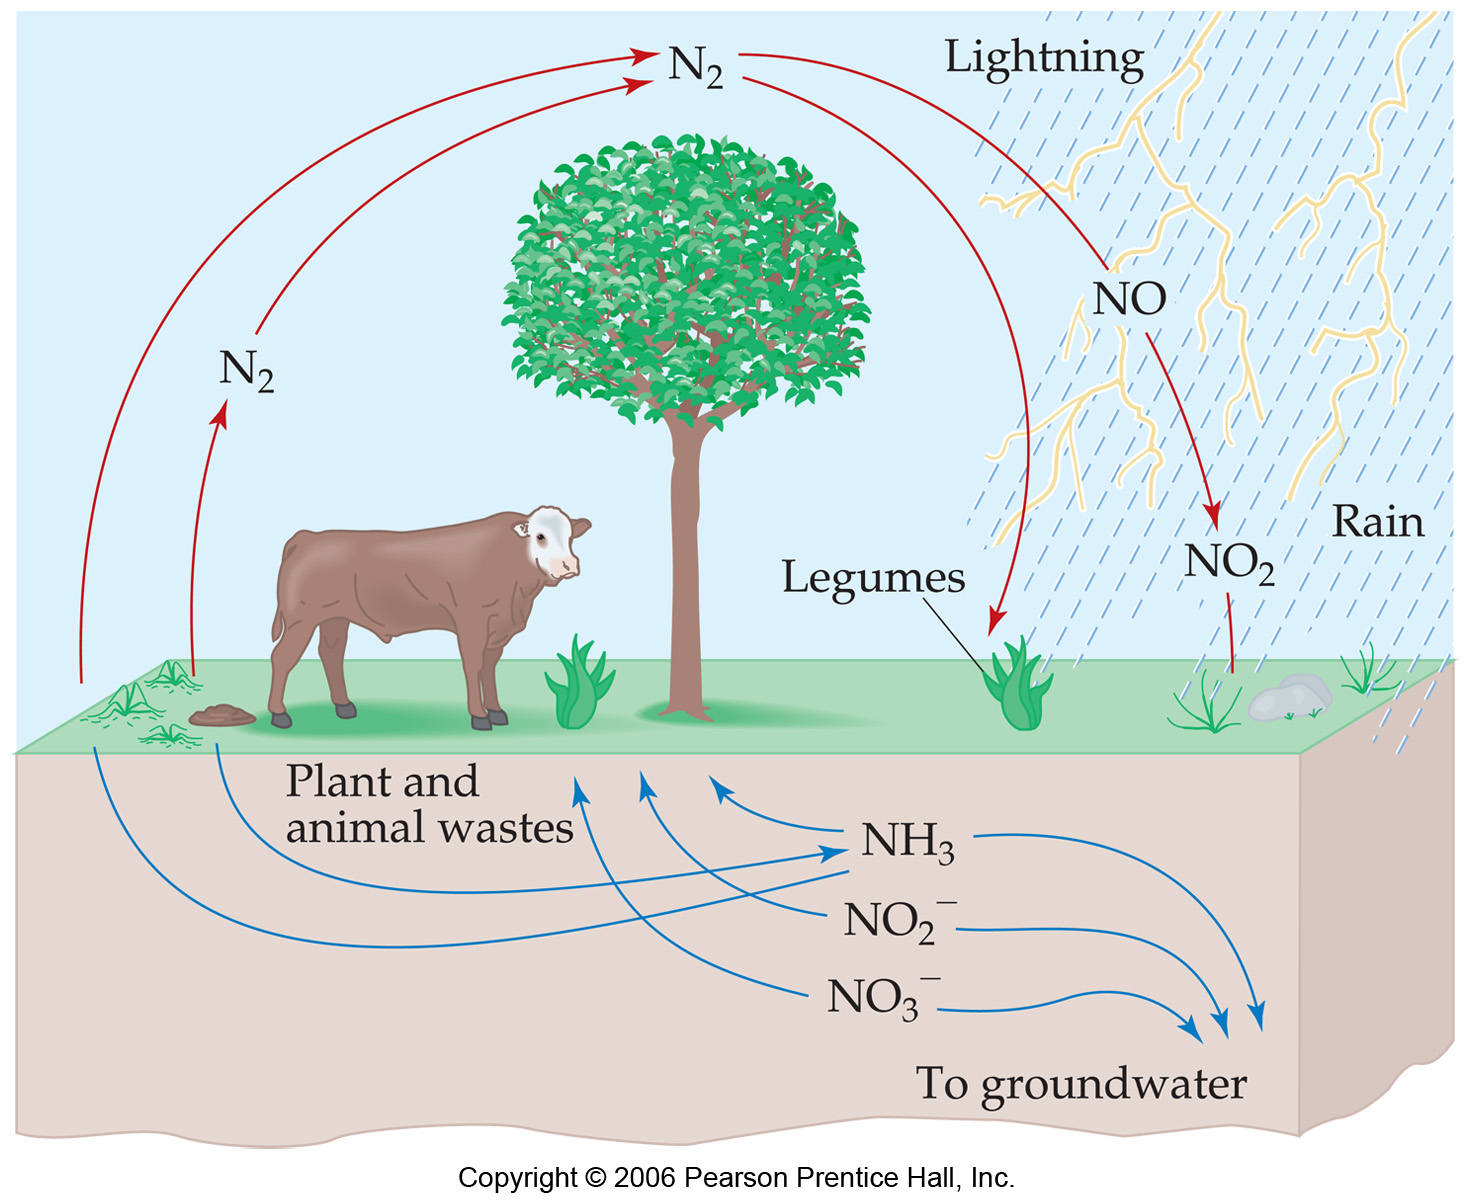 N₂
Lightning
NO
N₂
Rain
NO₂
Legumes
Plant and
animal wastes
NH₃
NO₂⁻
NO₃⁻
To groundwater
Copyright © 2006 Pearson Prentice Hall, Inc.